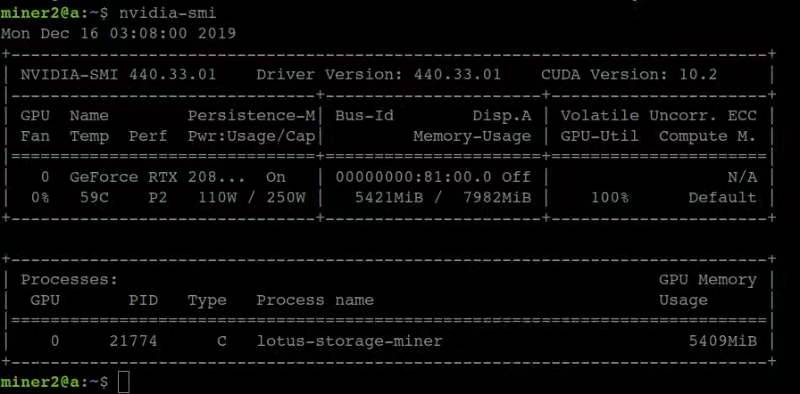 miner2@a:~$ nvidia-smi
Mon Dec 16 03:08:00 2019
+-----------------------------------------------------------------------------+
| NVIDIA-SMI 440.33.01    Driver Version: 440.33.01    CUDA Version: 10.2     |
|-------------------------------+----------------------+----------------------+
| GPU  Name        Persistence-M| Bus-Id        Disp.A | Volatile Uncorr. ECC |
| Fan  Temp  Perf  Pwr:Usage/Cap|         Memory-Usage | GPU-Util  Compute M. |
|===============================+======================+======================|
|   0  GeForce RTX 208...  On   | 00000000:81:00.0 Off |                  N/A |
|  0%   59C    P2   110W / 250W |   5421MiB /  7982MiB |    100%      Default |
+-------------------------------+----------------------+----------------------+
+-----------------------------------------------------------------------------+
| Processes:                                                       GPU Memory |
|  GPU       PID   Type   Process name                             Usage      |
|=============================================================================|
|    0     21774      C   lotus-storage-miner                         5409MiB |
+-----------------------------------------------------------------------------+
miner2@a:~$